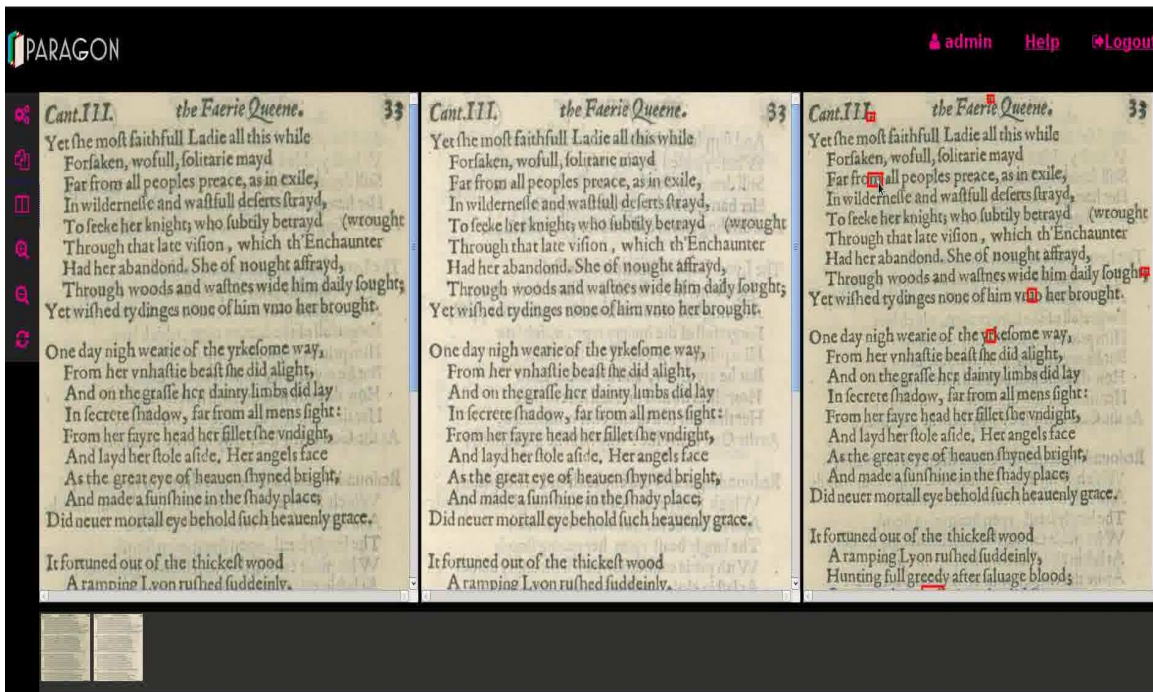 PARAGON
admin Help Logout
Cant.III. the Faerie Queene. 33
Yet ſhe moſt faithfull Ladie all this while
Forſaken, wofull, ſolitarie mayd
Far from all peoples preace, as in exile,
In wilderneſſe and waſtfull deſerts ſtrayd,
To ſeeke her knight; who ſubtily betrayd (wrought
Through that late viſion , which th'Enchaunter
Had her abandond. She of nought affrayd,
Through woods and waſtnes wide him daily ſought;
Yet wiſhed tydinges none of him vnto her brought.
One day nigh wearie of the yrkeſome way,
From her vnhaſtie beaſt ſhe did alight,
And on the graſſe her dainty limbs did lay
In ſecrete ſhadow, far from all mens ſight:
From her fayre head her fillet ſhe vndight,
And layd her ſtole aſide. Her angels face
As the great eye of heauen ſhyned bright,
And made a ſunſhine in the ſhady place;
Did neuer mortall eye behold ſuch heauenly grace.
It fortuned out of the thickeſt wood
A ramping Lyon ruſhed ſuddeinly,
Cant.III. the Faerie Queene. 33
Yet ſhe moſt faithfull Ladie all this while
Forſaken, wofull, ſolitarie mayd
Far from all peoples preace, as in exile,
In wilderneſſe and waſtfull deſerts ſtrayd,
To ſeeke her knight; who ſubtily betrayd (wrought
Through that late viſion , which th'Enchaunter
Had her abandond. She of nought affrayd,
Through woods and waſtnes wide him daily ſought;
Yet wiſhed tydinges none of him vnto her brought.
One day nigh wearie of the yrkeſome way,
From her vnhaſtie beaſt ſhe did alight,
And on the graſſe her dainty limbs did lay
In ſecrete ſhadow, far from all mens ſight:
From her fayre head her fillet ſhe vndight,
And layd her ſtole aſide. Her angels face
As the great eye of heauen ſhyned bright,
And made a ſunſhine in the ſhady place;
Did neuer mortall eye behold ſuch heauenly grace.
It fortuned out of the thickeſt wood
A ramping Lyon ruſhed ſuddeinly,
Cant.III. the Faerie Queene. 33
Yet ſhe moſt faithfull Ladie all this while
Forſaken, wofull, ſolitarie mayd
Far from all peoples preace, as in exile,
In wilderneſſe and waſtfull deſerts ſtrayd,
To ſeeke her knight; who ſubtily betrayd (wrought
Through that late viſion , which th'Enchaunter
Had her abandond. She of nought affrayd,
Through woods and waſtnes wide him daily ſought
Yet wiſhed tydinges none of him vnto her brought.
One day nigh wearie of the yrkeſome way,
From her vnhaſtie beaſt ſhe did alight,
And on the graſſe her dainty limbs did lay
In ſecrete ſhadow, far from all mens ſight:
From her fayre head her fillet ſhe vndight,
And layd her ſtole aſide. Her angels face
As the great eye of heauen ſhyned bright,
And made a ſunſhine in the ſhady place;
Did neuer mortall eye behold ſuch heauenly grace.
It fortuned out of the thickeſt wood
A ramping Lyon ruſhed ſuddeinly,
Hunting full greedy after ſaluage blood;